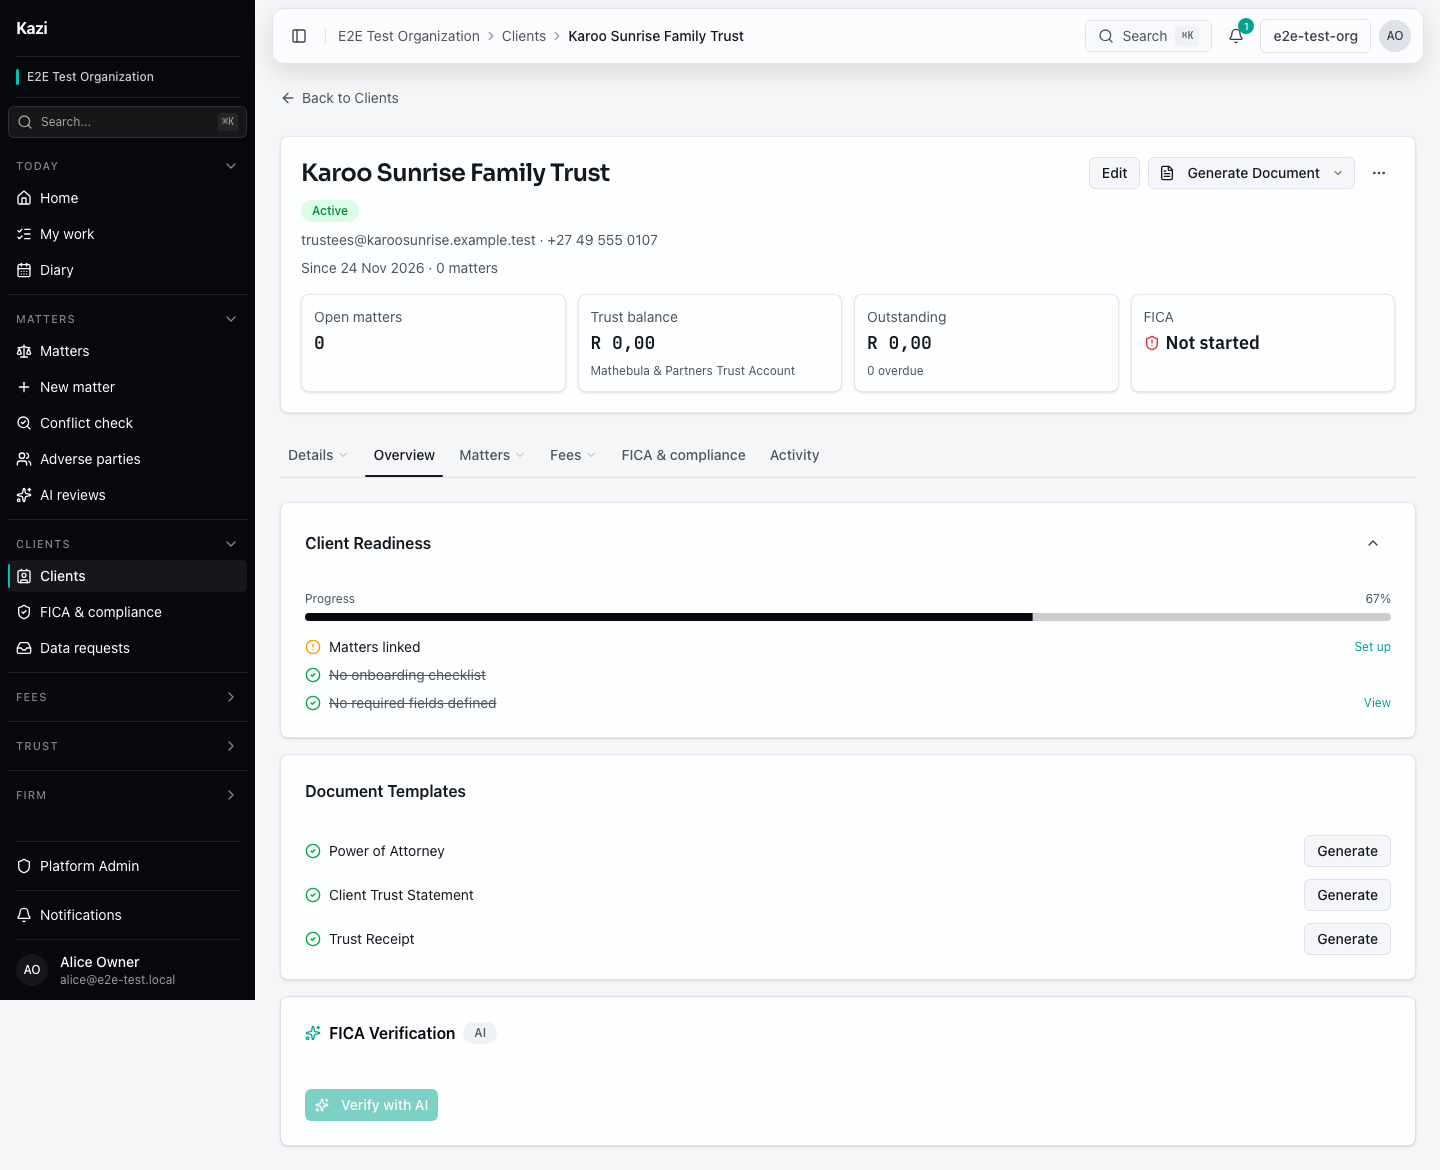 Kazi
E2E Test Organization
Search...
⌘K
TODAY
Home
My work
Diary
MATTERS
Matters
New matter
Conflict check
Adverse parties
AI reviews
CLIENTS
Clients
FICA & compliance
Data requests
FEES
TRUST
FIRM
Platform Admin
Notifications
AO
Alice Owner
alice@e2e-test.local
E2E Test Organization > Clients > Karoo Sunrise Family Trust
Search ⌘K
1
e2e-test-org
AO
Back to Clients
Karoo Sunrise Family Trust
Edit
Generate Document
Active
trustees@karoosunrise.example.test · +27 49 555 0107
Since 24 Nov 2026 · 0 matters
Open matters
0
Trust balance
R 0,00
Mathebula & Partners Trust Account
Outstanding
R 0,00
0 overdue
FICA
Not started
Details
Overview
Matters
Fees
FICA & compliance
Activity
Client Readiness
Progress
67%
Matters linked
Set up
No onboarding checklist
No required fields defined
View
Document Templates
Power of Attorney
Generate
Client Trust Statement
Generate
Trust Receipt
Generate
FICA Verification
AI
Verify with AI